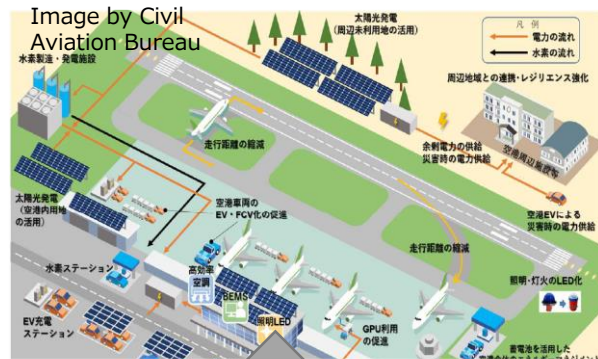 Image by Civil
Aviation Bureau
太陽光発電
(周辺未利用地の活用)
凡 例
電力の流れ
水素の流れ
水素製造・発電施設
周辺地域との連携・レジリエンス強化
走行距離の縮減
余剰電力の供給
災害時の電力供給
太陽光発電
(空港内用地
の活用)
空港車両の
EV・FCV化の促進
空港EVによる
災害時の電力供給
走行距離の縮減
水素ステーション
高効率
空調
照明・灯火のLED化
BEMS
EV充電
ステーション
照明LED
GPU利用
の促進
蓄電池を活用した